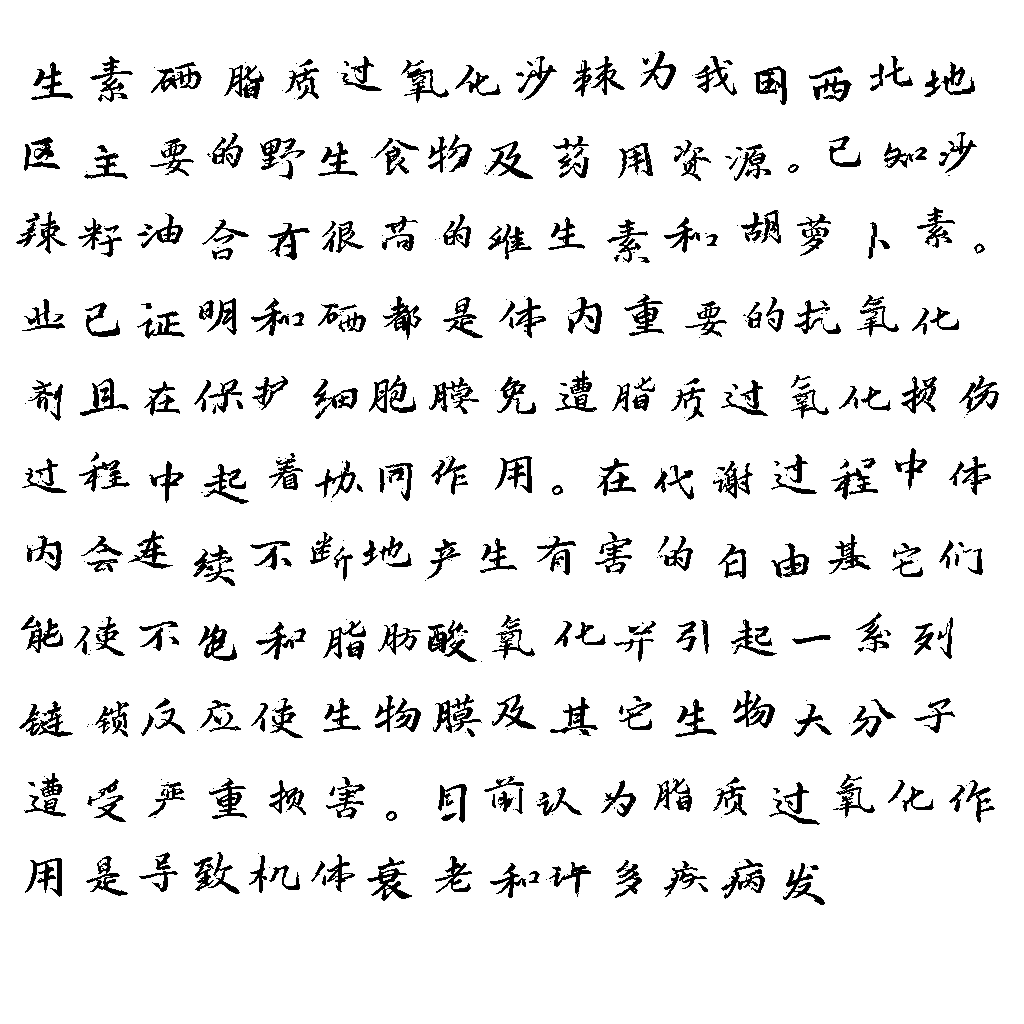 生素硒脂质过氧化沙棘为我国西北地
区主要的野生食物及药用资源。已知沙
辣籽油含有很高的维生素和胡萝卜素。
业已证明和硒都是体内重要的抗氧化
剂且在保护细胞膜免遭脂质过氧化损伤
过程中起着协同作用。在代谢过程中体
内会连续不断地产生有害的自由基它们
能使不饱和脂肪酸氧化并引起一系列
链锁反应使生物膜及其它生物大分子
遭受严重损害。目前认为脂质过氧化作
用是导致机体衰老和许多疾病发